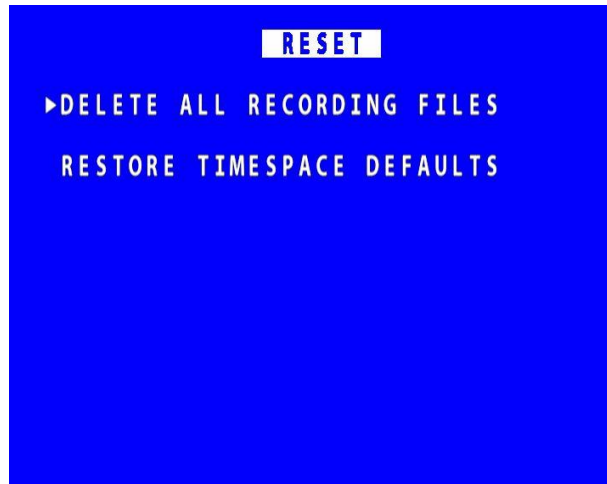 RESET
▶DELETE ALL RECORDING FILES
RESTORE TIMESPACE DEFAULTS